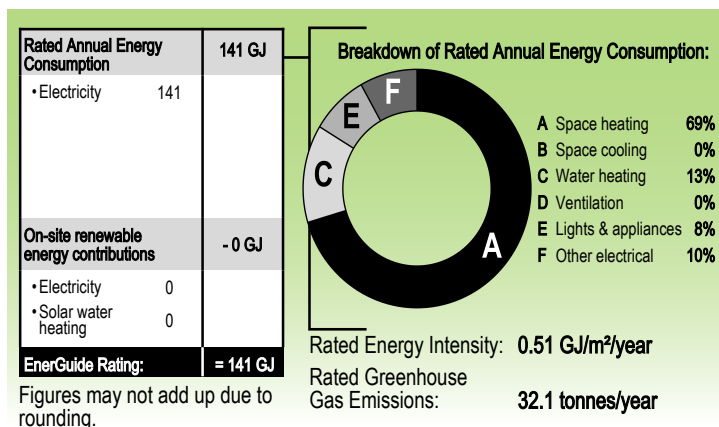 Rated Annual Energy
Consumption
141 GJ
•Electricity 141
On-site renewable
energy contributions
- 0 GJ
•Electricity 0
•Solar water
heating 0
EnerGuide Rating: = 141 GJ
Figures may not add up due to
rounding.
Breakdown of Rated Annual Energy Consumption:
F
E
C
A
A Space heating 69%
B Space cooling 0%
C Water heating 13%
D Ventilation 0%
E Lights & appliances 8%
F Other electrical 10%
Rated Energy Intensity: 0.51 GJ/m²/year
Rated Greenhouse
Gas Emissions: 32.1 tonnes/year